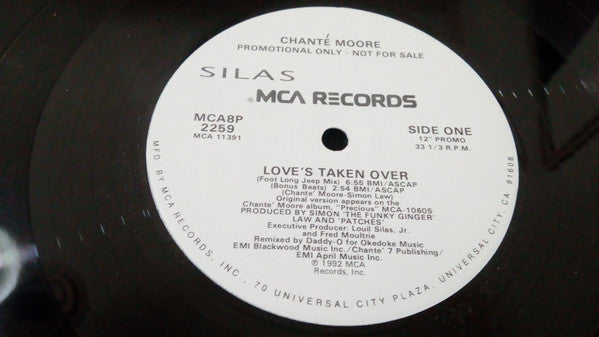 CHANTÉ MOORE
PROMOTIONAL ONLY - NOT FOR SALE
SILAS
® MCA RECORDS
MCA8P
2259
MCA 11391
SIDE ONE
12" PROMO
33 1/3 R.P.M.
LOVE'S TAKEN OVER
(Foot Long Jeep Mix) 6:55 BMI/ASCAP
(Bonus Beats) 2:54 BMI/ASCAP
(Chante' Moore-Simon Law)
Original version appears on the
Chante' Moore album, "Precious" MCA-10605
PRODUCED BY SIMON 'THE FUNKY GINGER'
LAW AND 'PATCHES'
Executive Producer: Louil Silas, Jr.
and Fred Moultrie
Remixed by Daddy-O for Okedoke Music
EMI Blackwood Music Inc./Chante' 7 Publishing/
EMI April Music Inc.
℗ 1992 MCA
Records, Inc.
MFD. BY MCA RECORDS, INC., 70 UNIVERSAL CITY PLAZA, UNIVERSAL CITY, CA 91608